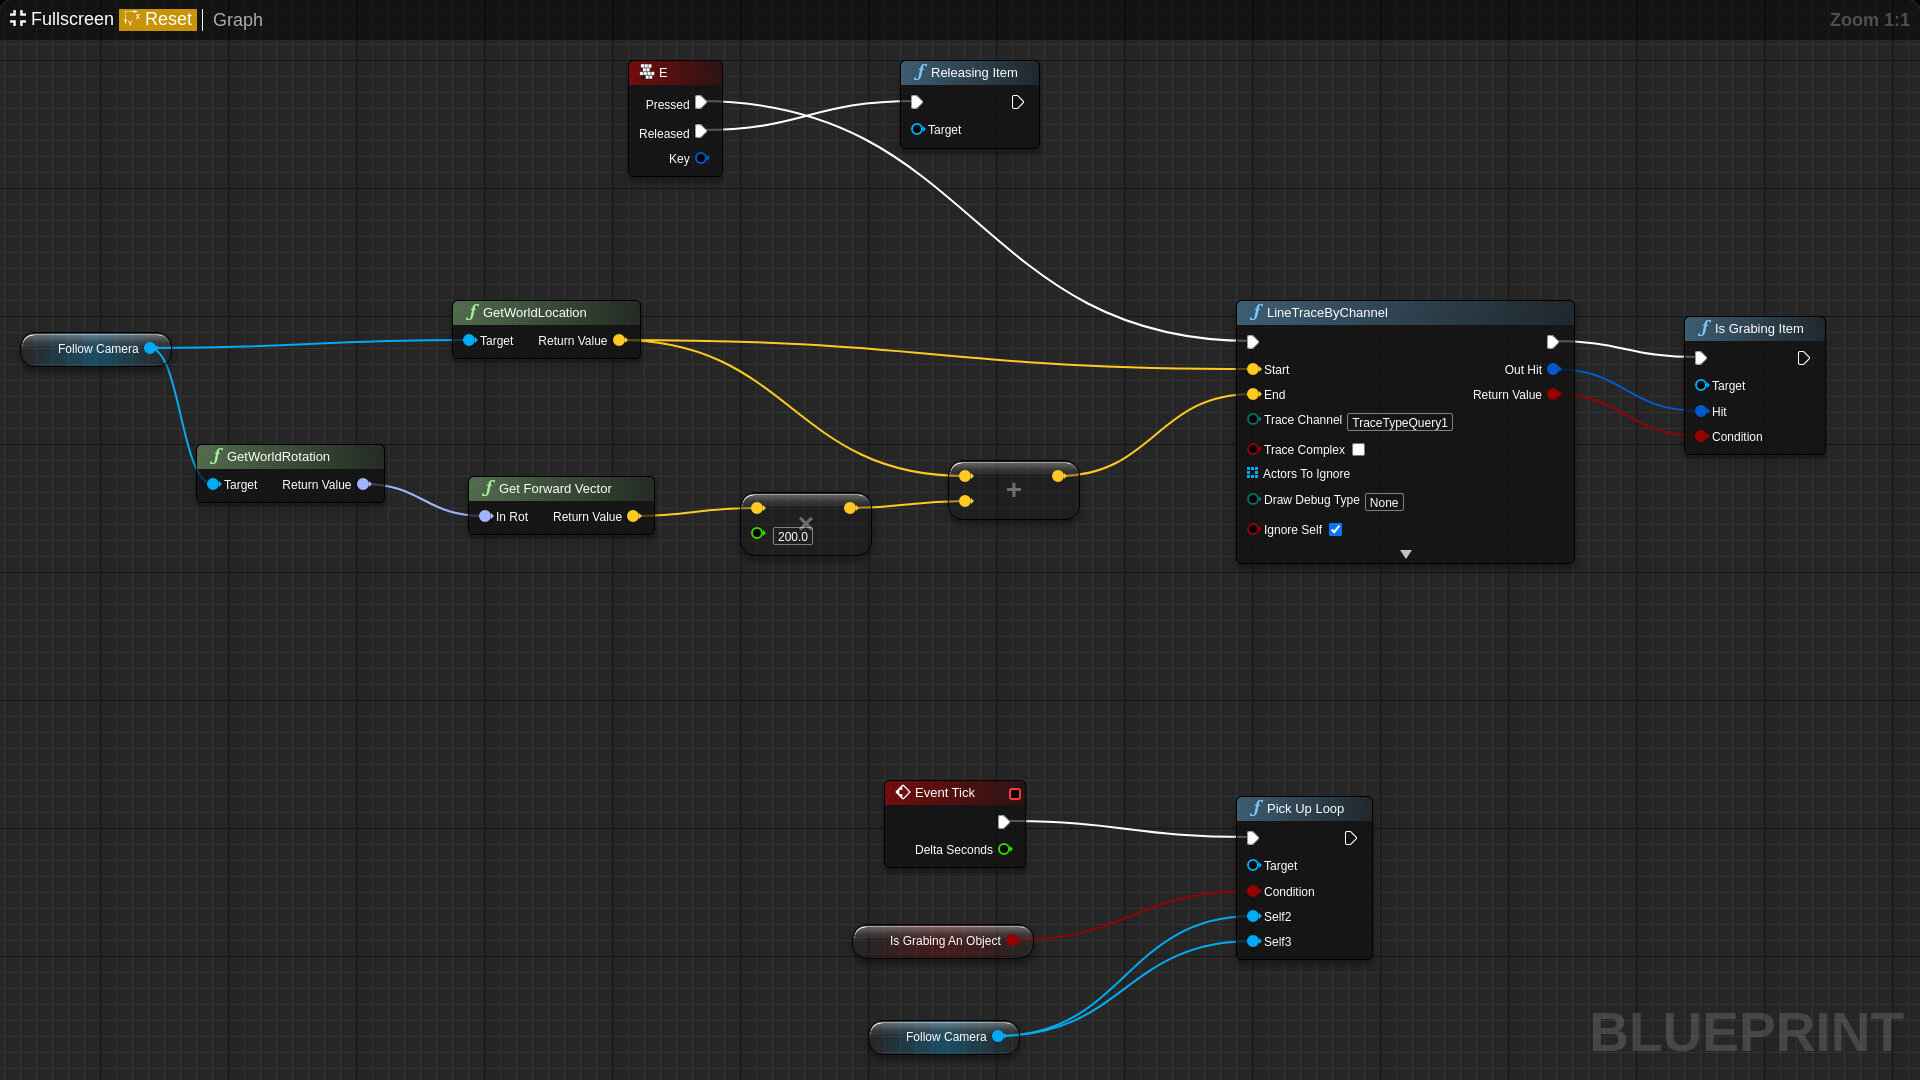 Fullscreen Reset Graph Zoom 1:1
E
Pressed
Released
Key
Releasing Item
Target
Follow Camera
GetWorldLocation
Target Return Value
GetWorldRotation
Target Return Value
Get Forward Vector
In Rot Return Value
×
200.0
+
LineTraceByChannel
Start Out Hit
End Return Value
Trace Channel TraceTypeQuery1
Trace Complex
Actors To Ignore
Draw Debug Type None
Ignore Self
Is Grabing Item
Target
Hit
Condition
Event Tick
Delta Seconds
Is Grabing An Object
Follow Camera
Pick Up Loop
Target
Condition
Self2
Self3
BLUEPRINT